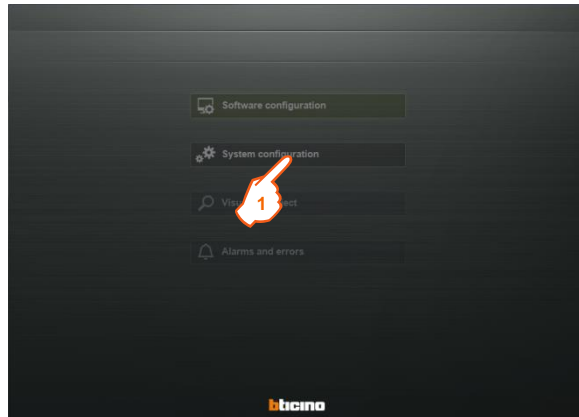 Software configuration
System configuration
1
Alarms and errors
bticino